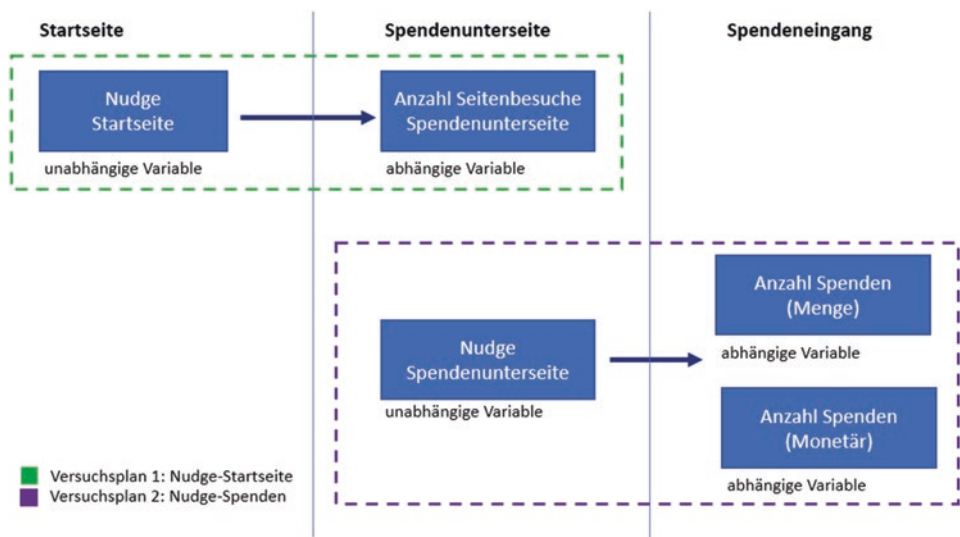 Startseite
Spendenunterseite
Spendeneingang
Nudge
Startseite
unabhängige Variable
Anzahl Seitenbesuche
Spendenunterseite
abhängige Variable
Nudge
Spendenunterseite
unabhängige Variable
Anzahl Spenden
(Menge)
abhängige Variable
Anzahl Spenden
(Monetär)
abhängige Variable
Versuchsplan 1: Nudge-Startseite
Versuchsplan 2: Nudge-Spenden